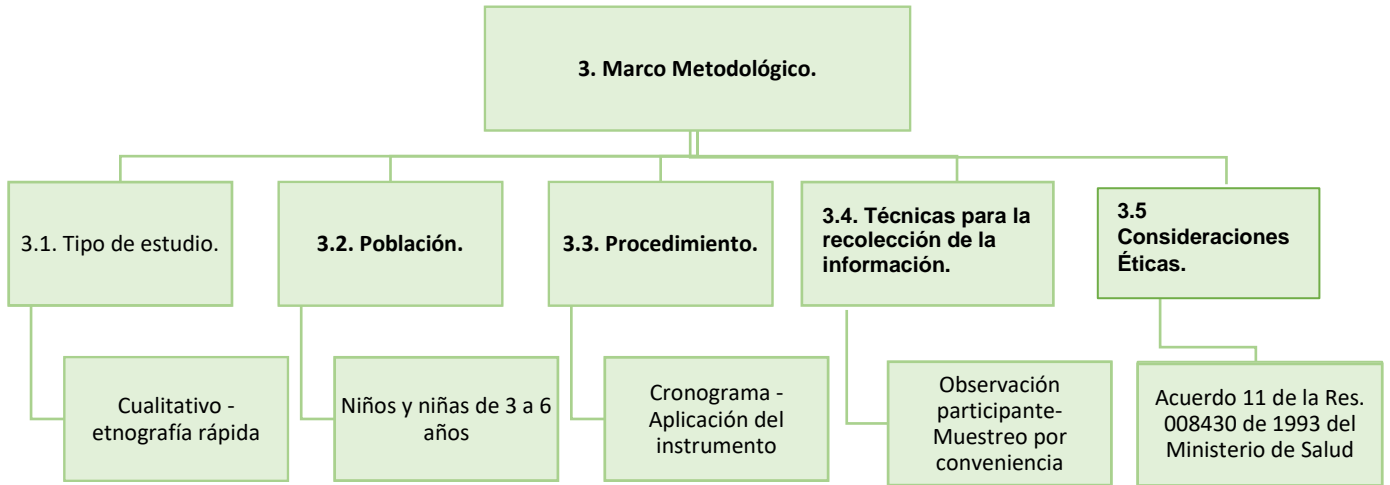 3. Marco Metodológico.
3.1. Tipo de estudio.
3.2. Población.
3.3. Procedimiento.
3.4. Técnicas para la
recolección de la
información.
3.5
Consideraciones
Éticas.
Cualitativo -
etnografía rápida
Niños y niñas de 3 a 6
años
Cronograma -
Aplicación del
instrumento
Observación
participante-
Muestreo por
conveniencia
Acuerdo 11 de la Res.
008430 de 1993 del
Ministerio de Salud